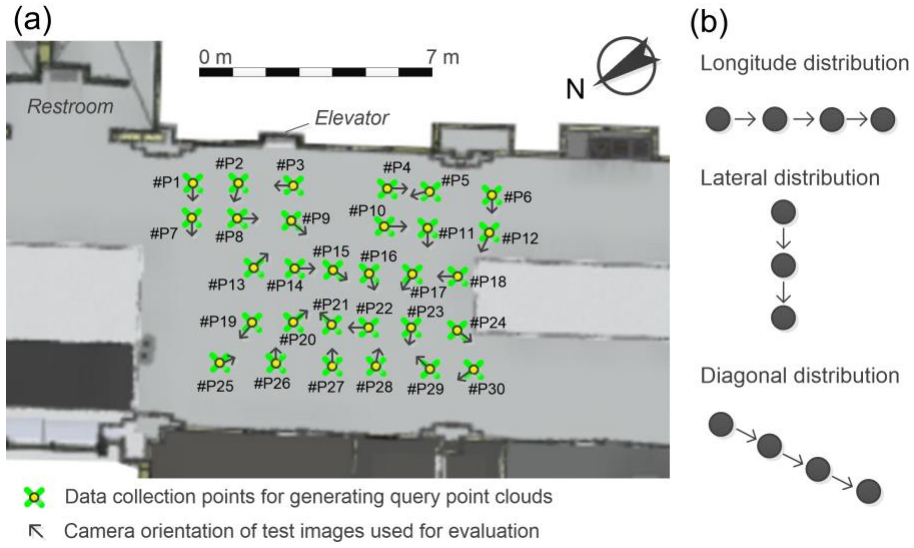 (a)
(b)
0 m
7 m
N
Restroom
Elevator
#P1
#P2
#P3
#P4
#P5
#P6
#P7
#P8
#P9
#P10
#P11
#P12
#P13
#P14
#P15
#P16
#P17
#P18
#P19
#P20
#P21
#P22
#P23
#P24
#P25
#P26
#P27
#P28
#P29
#P30
Data collection points for generating query point clouds
Camera orientation of test images used for evaluation
Longitude distribution
Lateral distribution
Diagonal distribution